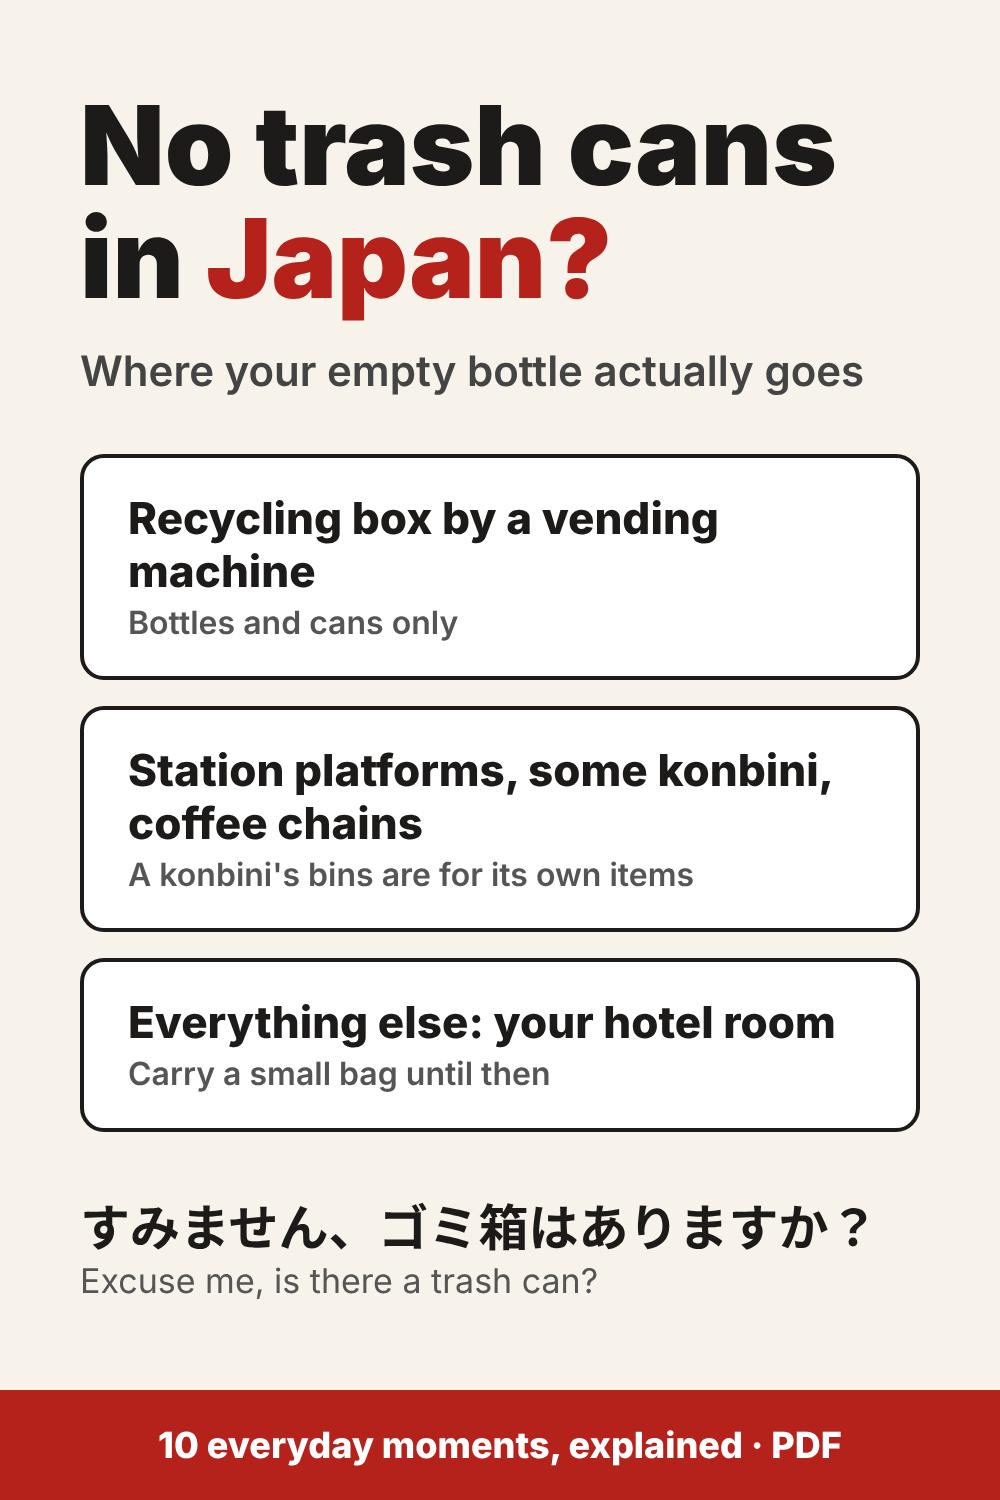 No trash cans
in Japan?
Where your empty bottle actually goes
Recycling box by a vending
machine
Bottles and cans only
Station platforms, some konbini,
coffee chains
A konbini's bins are for its own items
Everything else: your hotel room
Carry a small bag until then
すみません、ゴミ箱はありますか？
Excuse me, is there a trash can?
10 everyday moments, explained · PDF